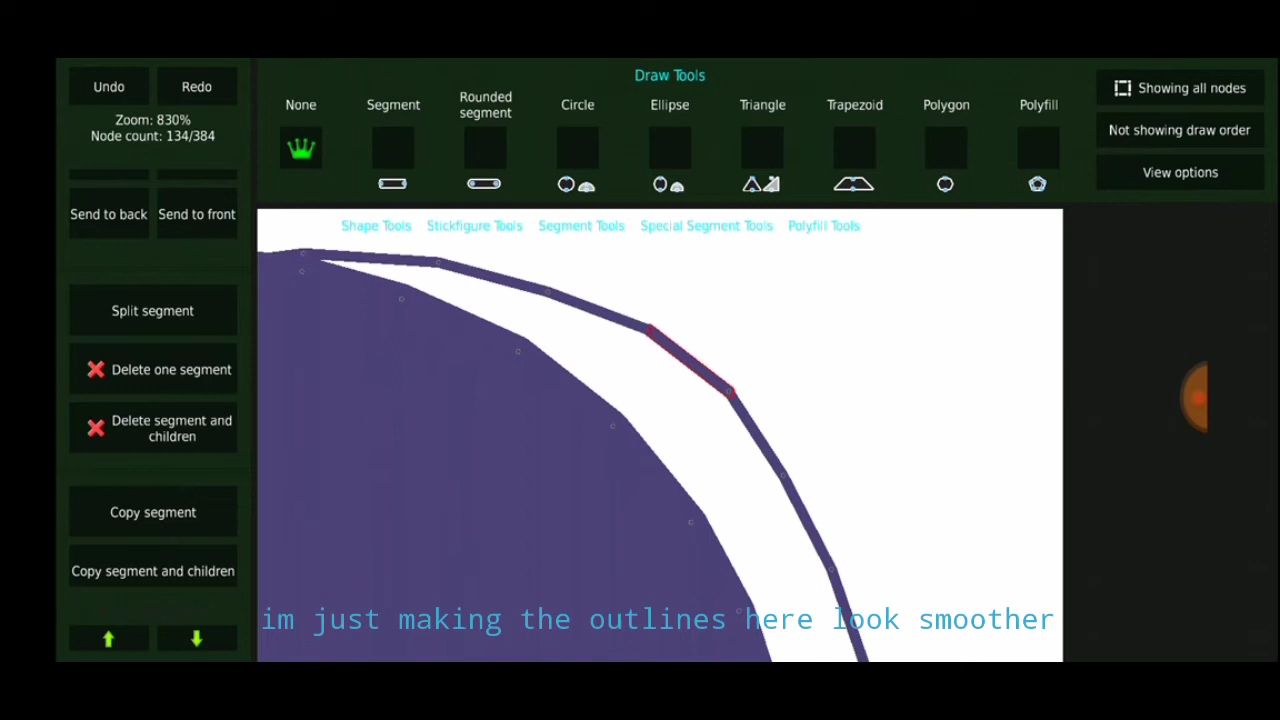 Undo
Redo
Zoom: 830%
Node count: 134/384
Send to back
Send to front
Split segment
Delete one segment
Delete segment and
children
Copy segment
Copy segment and children
Draw Tools
None
Segment
Rounded
segment
Circle
Ellipse
Triangle
Trapezoid
Polygon
Polyfill
Showing all nodes
Not showing draw order
View options
Shape Tools
Stickfigure Tools
Segment Tools
Special Segment Tools
Polyfill Tools
im just making the outlines here look smoother